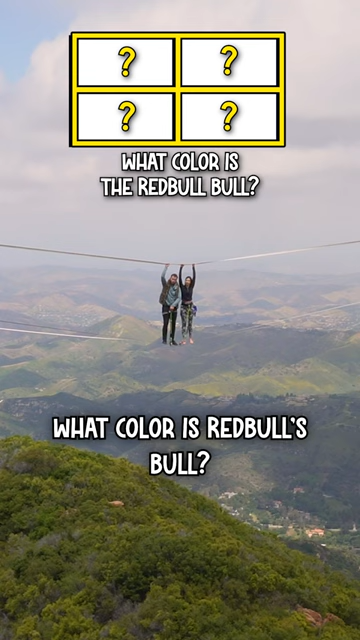 ? ?
? ?
WHAT COLOR IS
THE REDBULL BULL?
WHAT COLOR IS REDBULL'S
BULL?